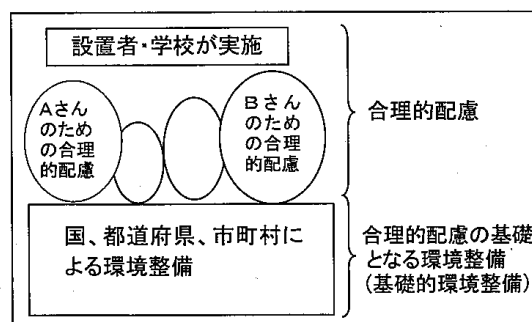 設置者・学校が実施
Aさん
のため
の合理
的配慮
Bさん
のため
の合理
的配慮
合理的配慮
国、都道府県、市町村に
よる環境整備
合理的配慮の基礎
となる環境整備
(基礎的環境整備)